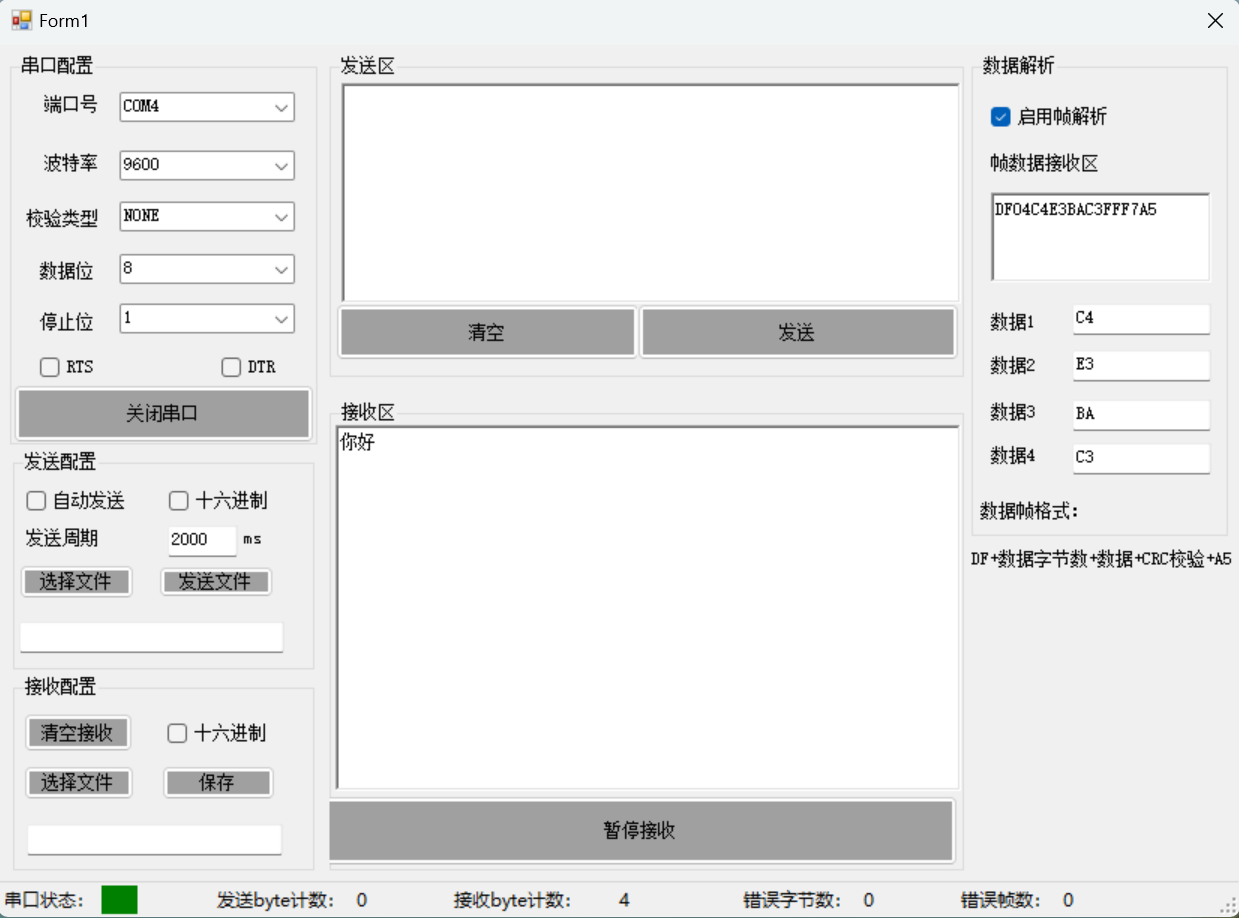 Form1
串口配置
端口号 COM4
波特率 9600
校验类型 NONE
数据位 8
停止位 1
RTS DTR
关闭串口
发送配置
自动发送 十六进制
发送周期 2000 ms
选择文件 发送文件
接收配置
清空接收 十六进制
选择文件 保存
发送区
清空 发送
接收区
你好
暂停接收
数据解析
启用帧解析
帧数据接收区
DF04C4E3BAC3FFF7A5
数据1 C4
数据2 E3
数据3 BA
数据4 C3
数据帧格式：
DF+数据字节数+数据+CRC校验+A5
串口状态： 发送byte计数： 0 接收byte计数： 4 错误字节数： 0 错误帧数： 0